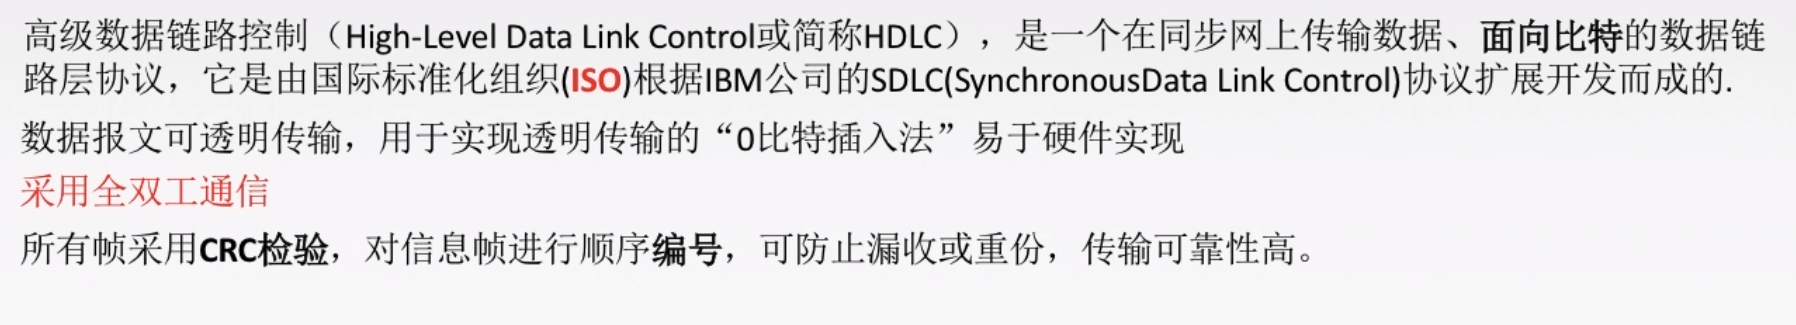 高级数据链路控制（High-Level Data Link Control或简称HDLC），是一个在同步网上传输数据、面向比特的数据链
路层协议，它是由国际标准化组织(ISO)根据IBM公司的SDLC(SynchronousData Link Control)协议扩展开发而成的.
数据报文可透明传输，用于实现透明传输的“0比特插入法”易于硬件实现
采用全双工通信
所有帧采用CRC检验，对信息帧进行顺序编号，可防止漏收或重份，传输可靠性高。